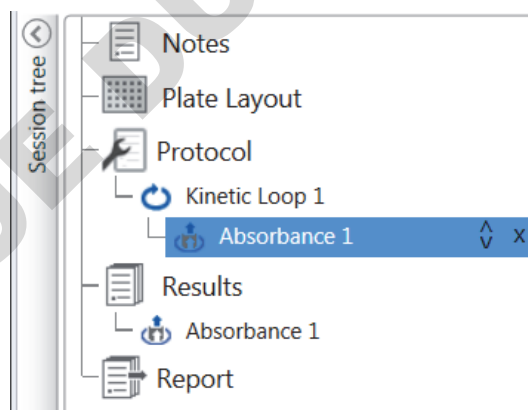 Session tree
Notes
Plate Layout
Protocol
Kinetic Loop 1
Absorbance 1 x
Results
Absorbance 1
Report